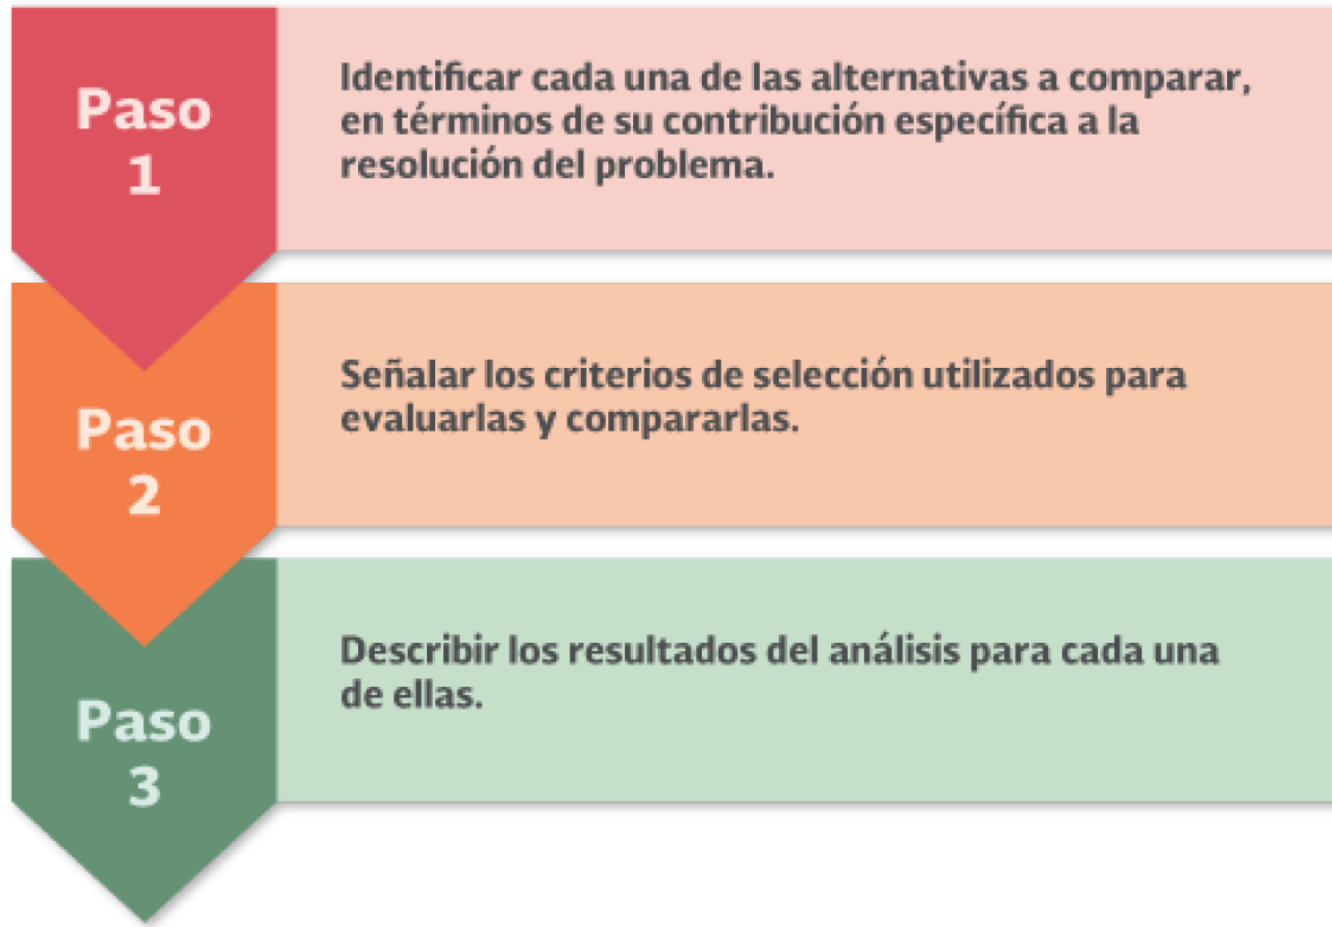 Paso
1
Identificar cada una de las alternativas a comparar,
en términos de su contribución específica a la
resolución del problema.
Paso
2
Señalar los criterios de selección utilizados para
evaluarlas y compararlas.
Paso
3
Describir los resultados del análisis para cada una
de ellas.